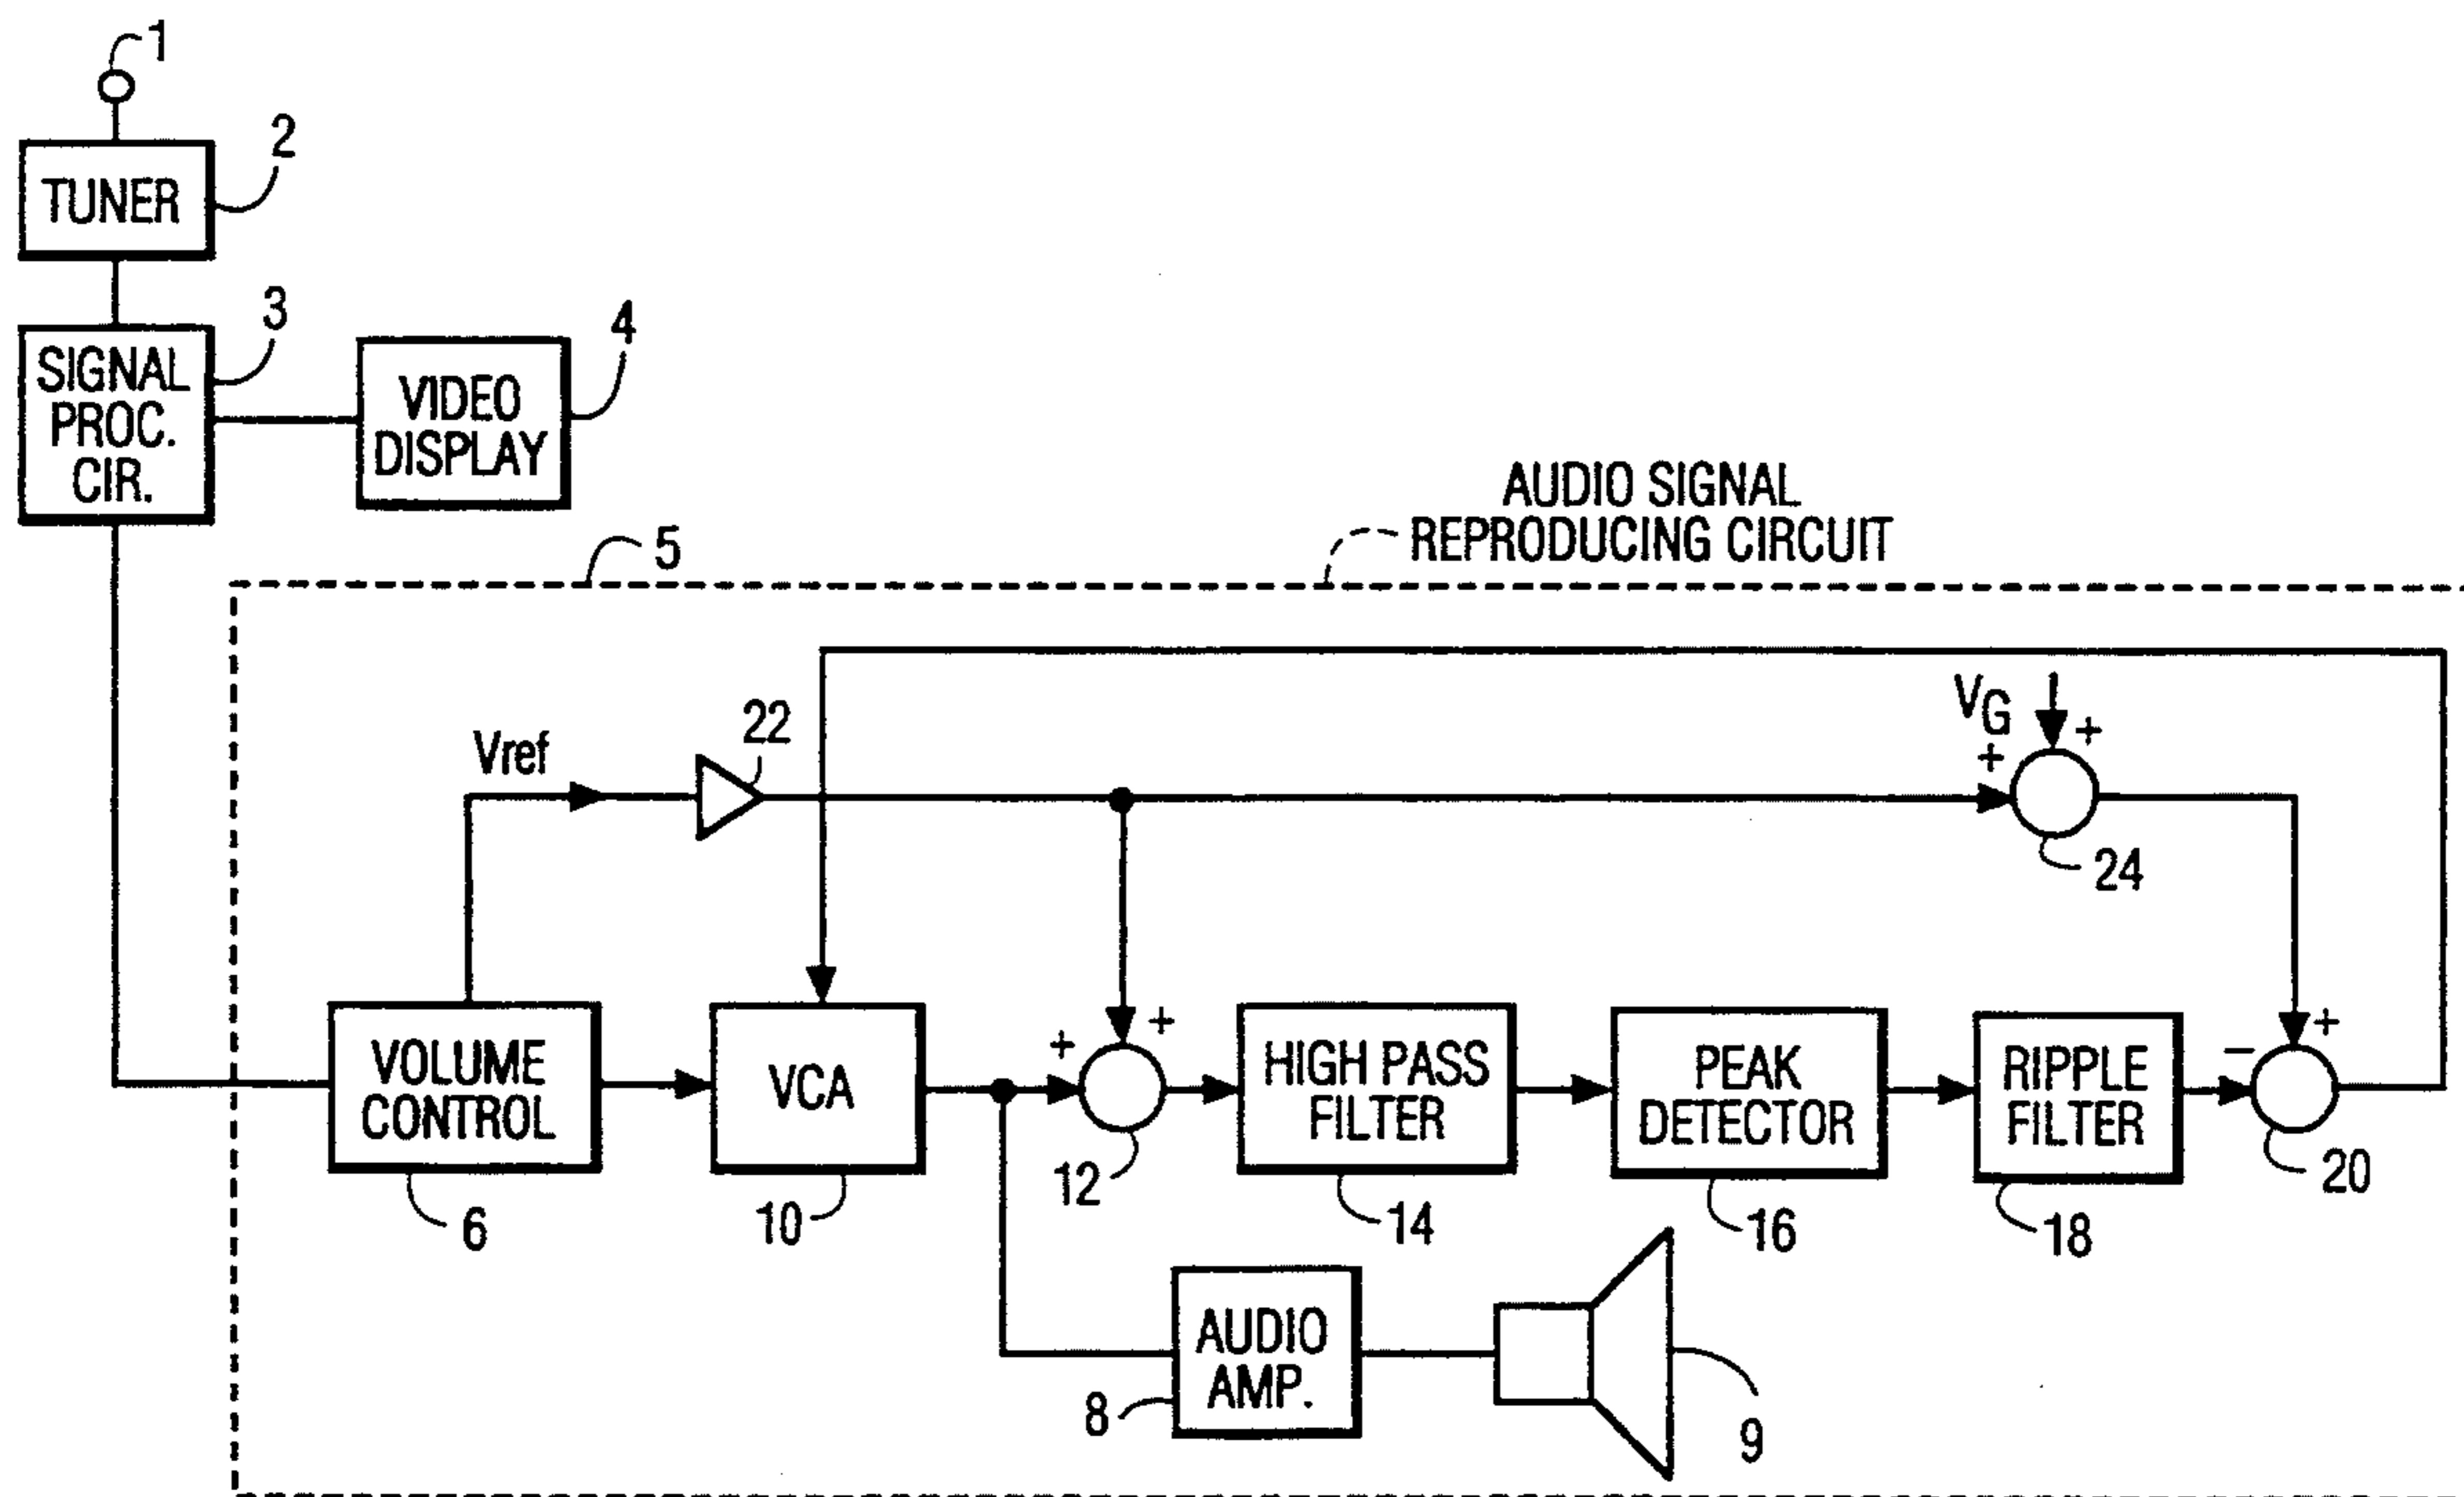 1
TUNER
2
SIGNAL
PROC.
CIR.
3
VIDEO
DISPLAY
4
5
AUDIO SIGNAL
REPRODUCING CIRCUIT
Vref
22
VG
+
+
24
VOLUME
CONTROL
6
VCA
10
+
+
12
HIGH PASS
FILTER
14
PEAK
DETECTOR
16
RIPPLE
FILTER
18
−
+
20
AUDIO
AMP.
8
9